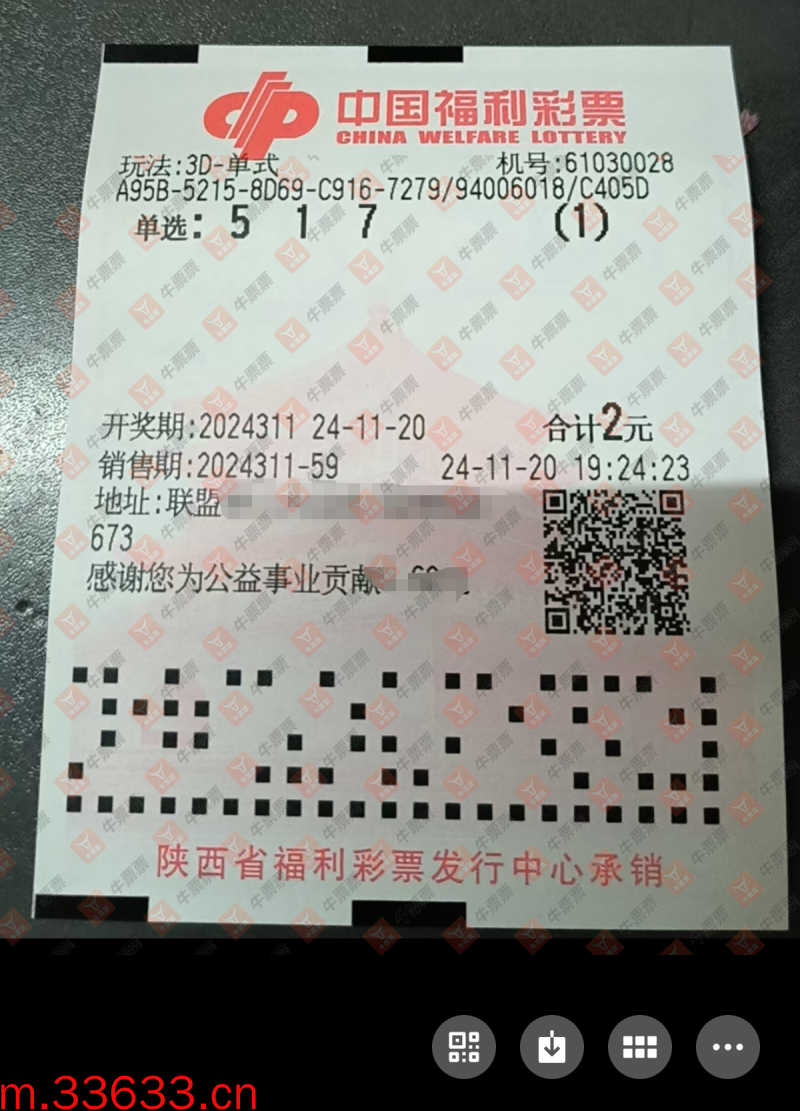 中国福利彩票
CHINA WELFARE LOTTERY
玩法:3D-单式 机号:61030028
A95B-5215-8D69-C916-7279/94006018/C405D
单选: 5 1 7 (1)
开奖期:2024311 24-11-20 合计2元
销售期:2024311-59 24-11-20 19:24:23
地址:联盟
673
感谢您为公益事业贡献
陕西省福利彩票发行中心承销
牛票票
m.33633.cn